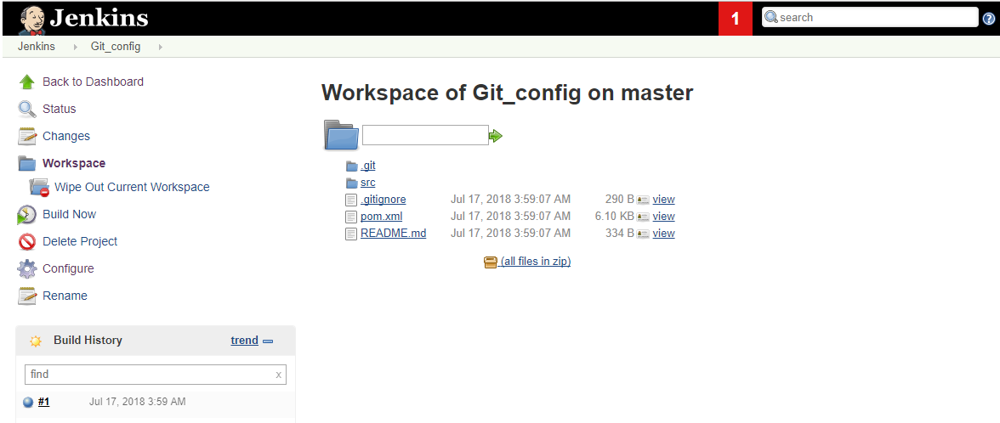 Jenkins
1
search
?
Jenkins
Git_config
Back to Dashboard
Status
Changes
Workspace
Wipe Out Current Workspace
Build Now
Delete Project
Configure
Rename
Build History
trend
find
x
#1
Jul 17, 2018 3:59 AM
Workspace of Git_config on master
.git
src
.gitignore Jul 17, 2018 3:59:07 AM 290 B view
pom.xml Jul 17, 2018 3:59:07 AM 6.10 KB view
README.md Jul 17, 2018 3:59:07 AM 334 B view
(all files in zip)